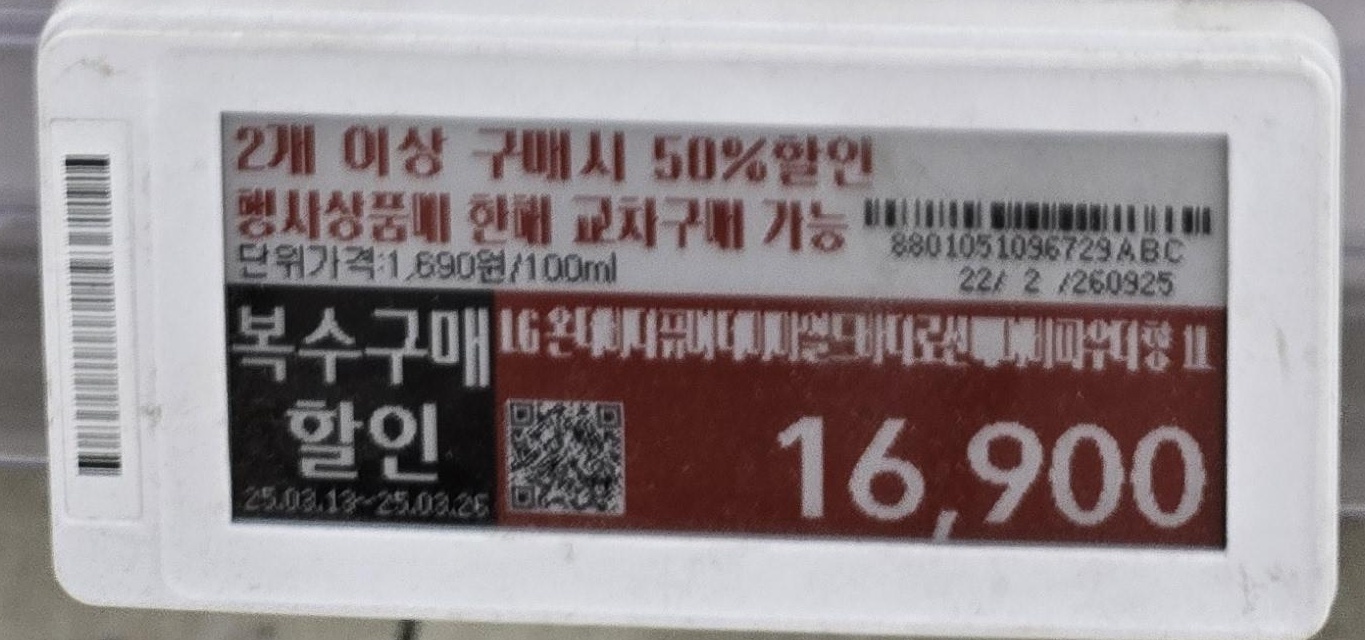 2개 이상 구매시 50%할인
행사상품에 한해 교차구매 가능
8801051096729ABC
단위가격:1,690원/100ml
22/ 2 /260925
복수구매
할인
25.03.13~25.03.26
1L
16,900